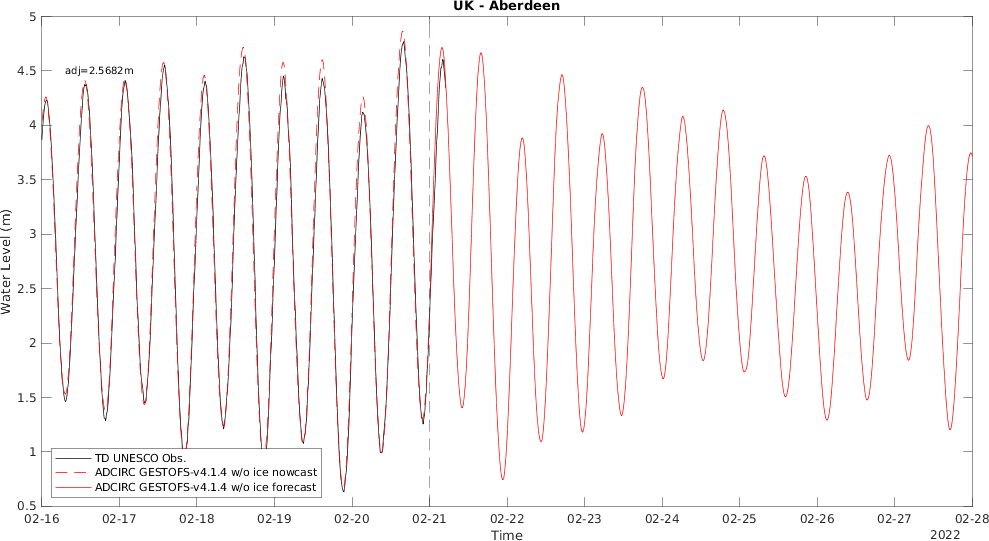 UK - Aberdeen
5
4.5
4
3.5
3
2.5
2
1.5
1
0.5
Water Level (m)
adj=2.5682m
TD UNESCO Obs.
ADCIRC GESTOFS-v4.1.4 w/o ice nowcast
ADCIRC GESTOFS-v4.1.4 w/o ice forecast
02-16 02-17 02-18 02-19 02-20 02-21 02-22 02-23 02-24 02-25 02-26 02-27 02-28
Time
2022